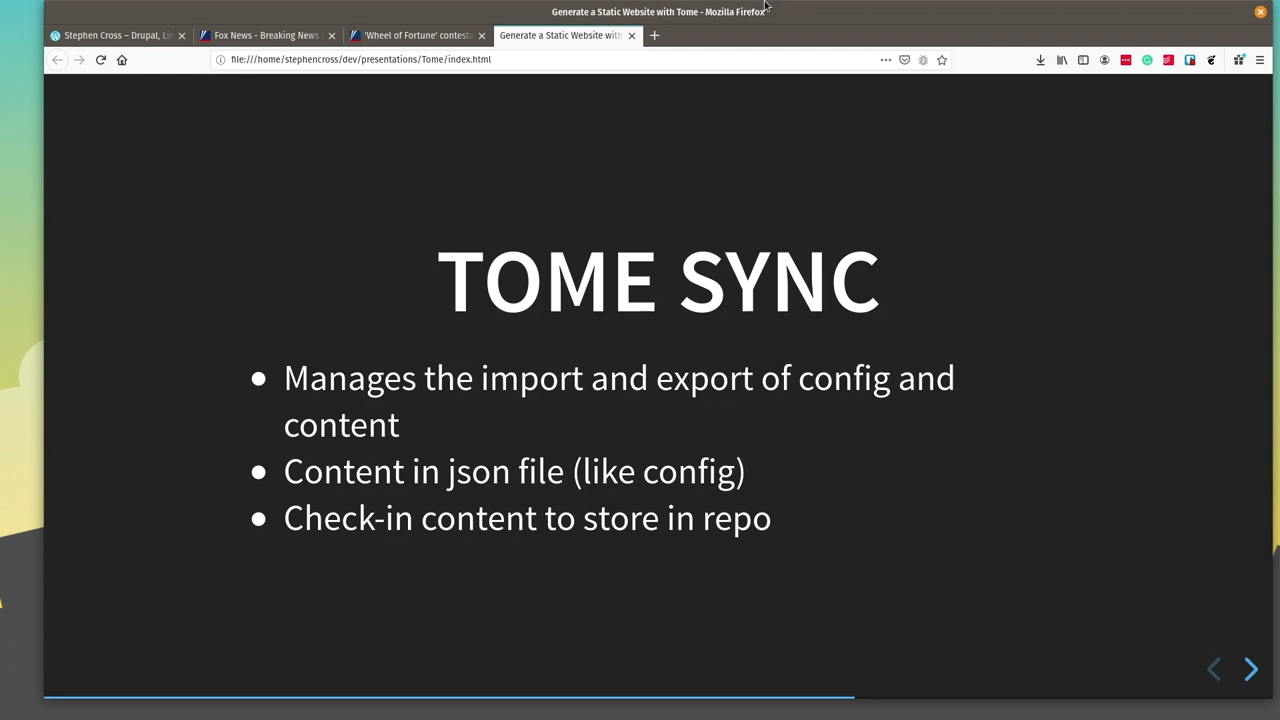 Generate a Static Website with Tome - Mozilla Firefox
Stephen Cross – Drupal, Lin
Fox News - Breaking News
'Wheel of Fortune' contesta
Generate a Static Website with
file:///home/stephencross/dev/presentations/Tome/index.html
TOME SYNC
Manages the import and export of config and
content
Content in json file (like config)
Check-in content to store in repo